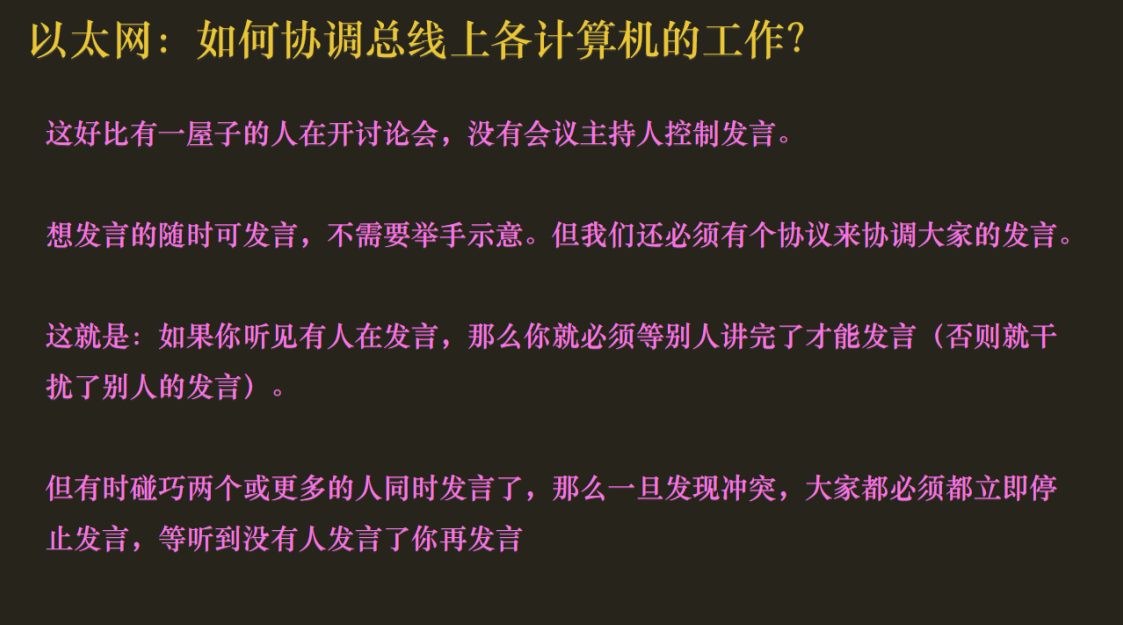 以太网：如何协调总线上各计算机的工作？
这好比有一屋子的人在开讨论会，没有会议主持人控制发言。
想发言的随时可发言，不需要举手示意。但我们还必须有个协议来协调大家的发言。
这就是：如果你听见有人在发言，那么你就必须等别人讲完了才能发言（否则就干
扰了别人的发言）。
但有时碰巧两个或更多的人同时发言了，那么一旦发现冲突，大家都必须都立即停
止发言，等听到没有人发言了你再发言